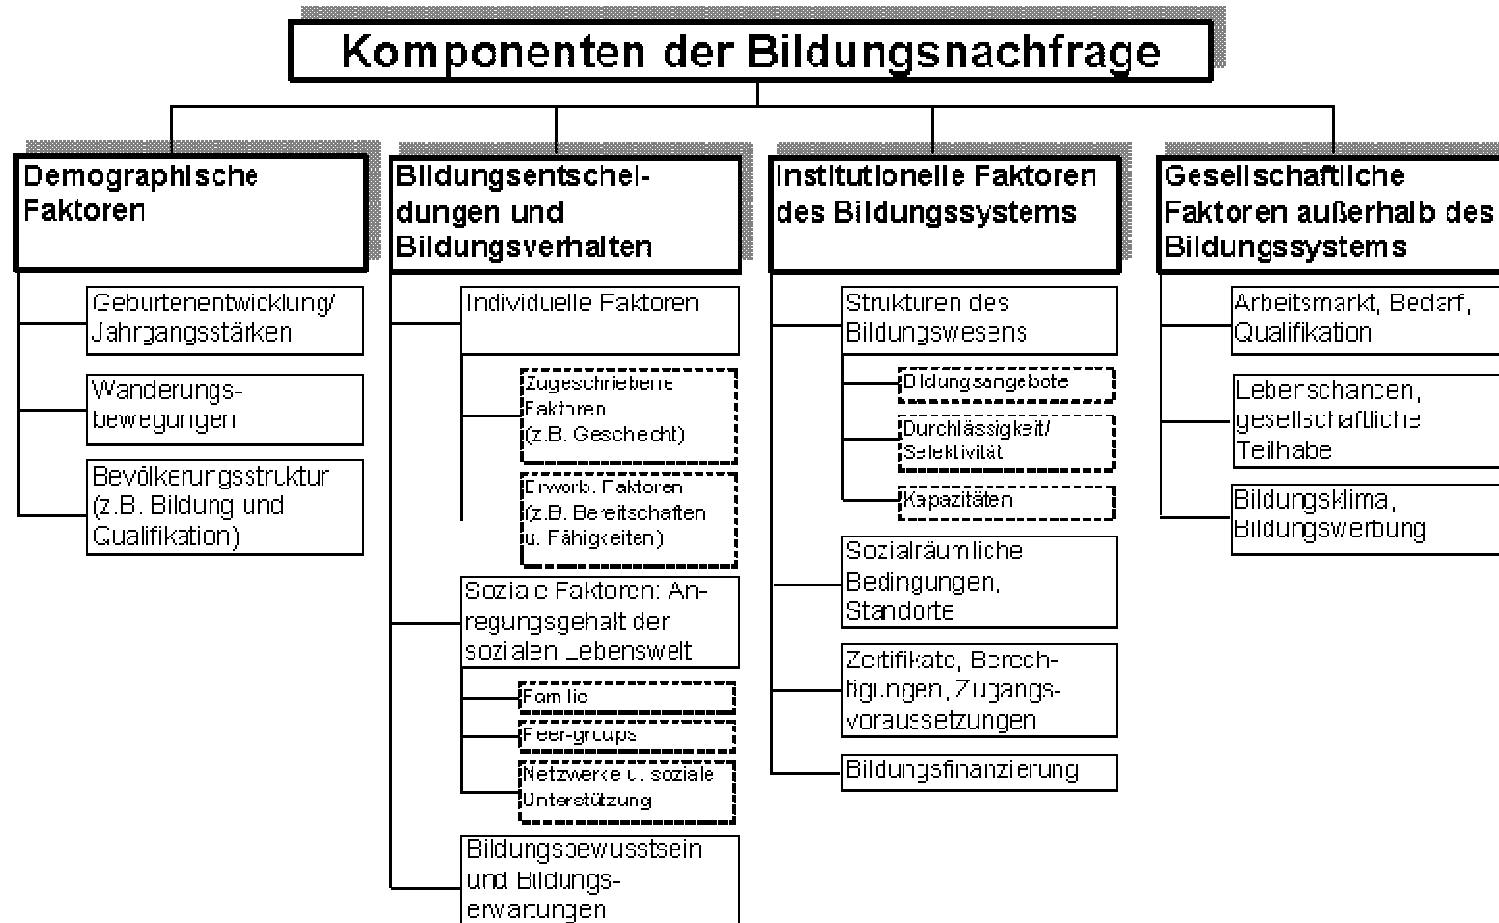 Komponenten der Bildungsnachfrage
Demographische
Faktoren
Geburtenentwicklung/
Jahrgangsstärken
Wanderungs-
bewegungen
Bevölkerungsstruktur
(z.B. Bildung und
Qualifikation)
Bildungsentschei-
dungen und
Bildungsverhalten
Individuelle Faktoren
Zugeschriebene
Faktoren
(z.B. Geschecht)
Erworb. Faktoren
(z.B. Bereitschaften
u. Fähigkeiten)
Soziale Faktoren: An-
regungsgehalt der
sozialen Lebenswelt
Familie
Peer-groups
Netzwerke u. soziale
Unterstützung
Bildungsbewusstsein
und Bildungs-
erwartungen
Institutionelle Faktoren
des Bildungssystems
Strukturen des
Bildungswesens
Bildungsangebote
Durchlässigkeit/
Selektivität
Kapazitäten
Sozialräumliche
Bedingungen,
Standorte
Zertifikate, Berech-
tigungen, Zugangs-
voraussetzungen
Bildungsfinanzierung
Gesellschaftliche
Faktoren außerhalb des
Bildungssystems
Arbeitsmarkt, Bedarf,
Qualifikation
Lebenschancen,
gesellschaftliche
Teilhabe
Bildungsklima,
Bildungswerbung